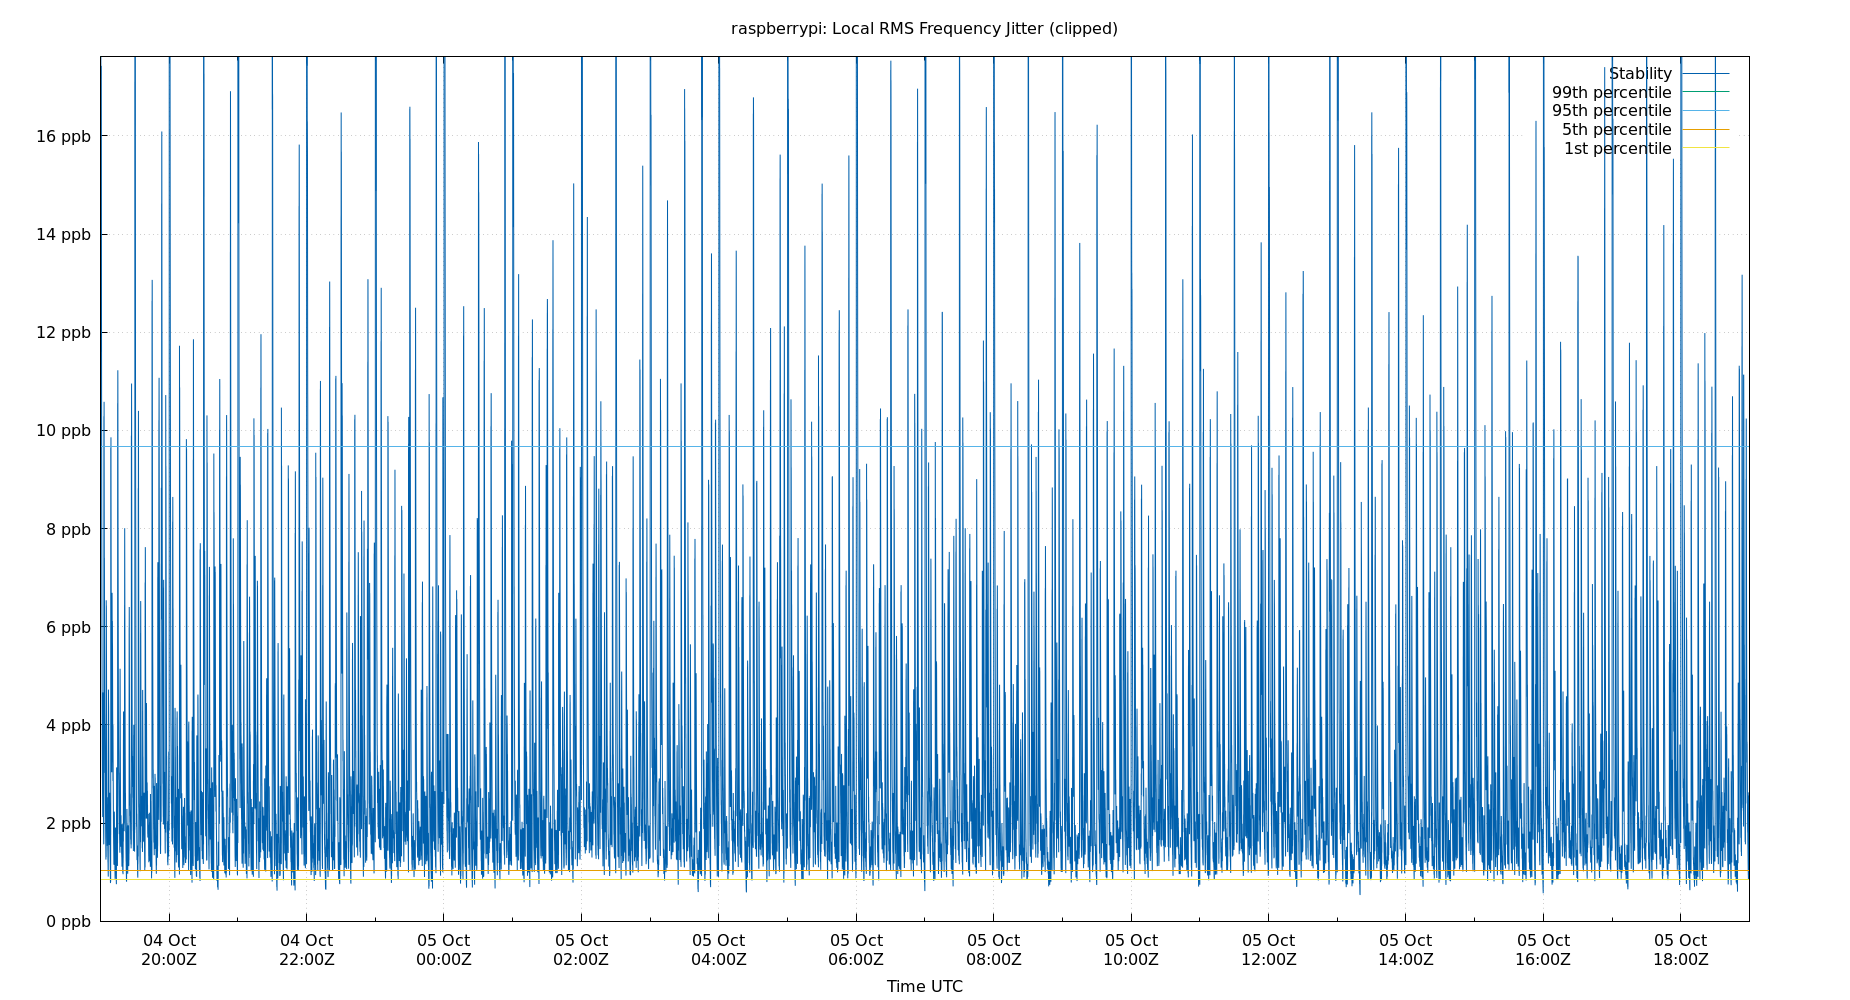 raspberrypi: Local RMS Frequency Jitter (clipped)
Stability
99th percentile
95th percentile
5th percentile
1st percentile
16 ppb
14 ppb
12 ppb
10 ppb
8 ppb
6 ppb
4 ppb
2 ppb
0 ppb
04 Oct 04 Oct 05 Oct 05 Oct 05 Oct 05 Oct 05 Oct 05 Oct 05 Oct 05 Oct 05 Oct 05 Oct
20:00Z 22:00Z 00:00Z 02:00Z 04:00Z 06:00Z 08:00Z 10:00Z 12:00Z 14:00Z 16:00Z 18:00Z
Time UTC